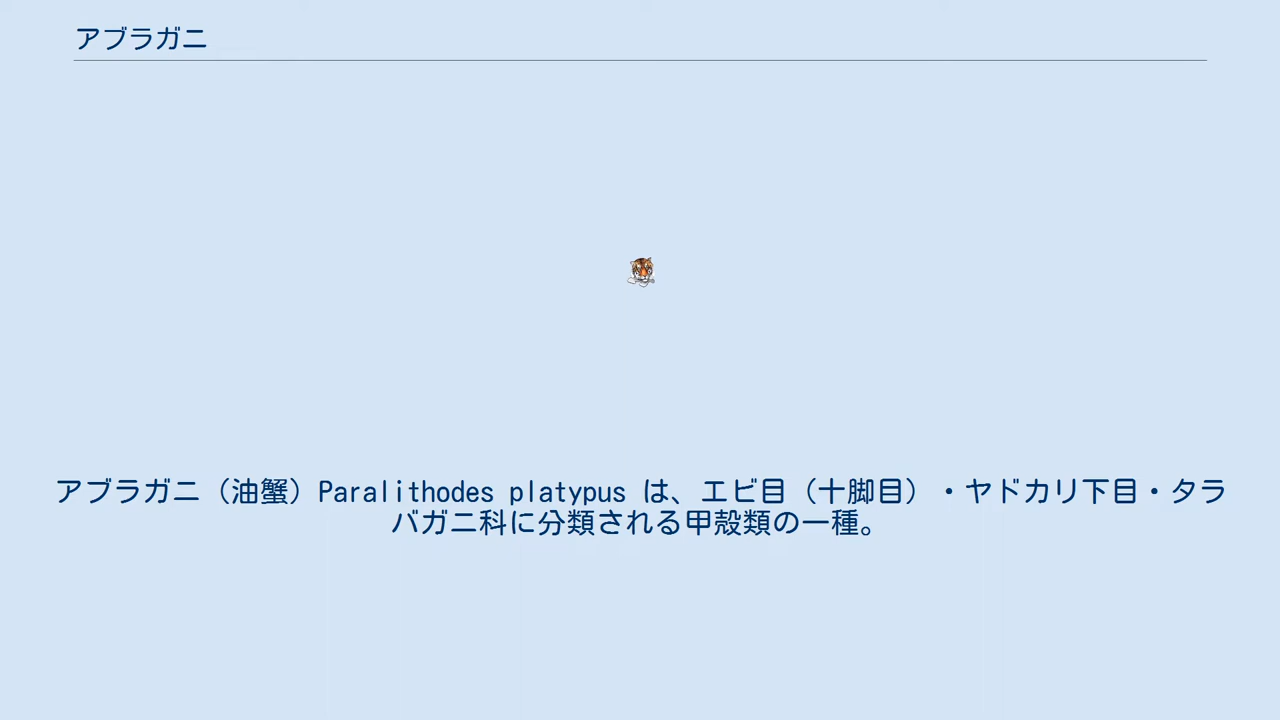 アブラガニ
アブラガニ（油蟹）Paralithodes platypus は、エビ目（十脚目）・ヤドカリ下目・タラ
バガニ科に分類される甲殻類の一種。